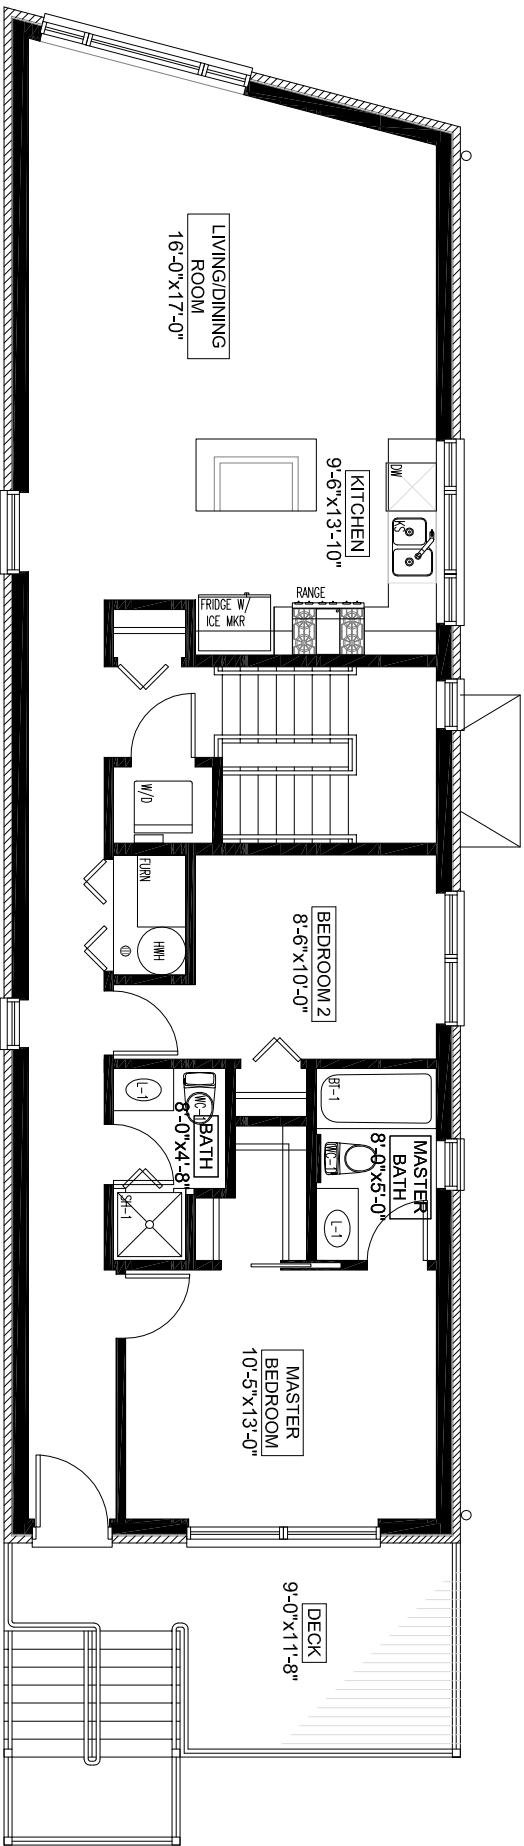 LIVING/DINING
ROOM
16'-0"x17'-0"
KITCHEN
9'-6"x13'-10"
DW
KS
RANGE
FRIDGE W/
ICE MKR
W/D
FURN
HWH
BEDROOM 2
8'-6"x10'-0"
L-1
WC-1
BATH
8'-0"x4'-8"
SH-1
BT-1
WC-1
MASTER
BATH
8'-0"x5'-0"
L-1
MASTER
BEDROOM
10'-5"x13'-0"
DECK
9'-0"x11'-8"